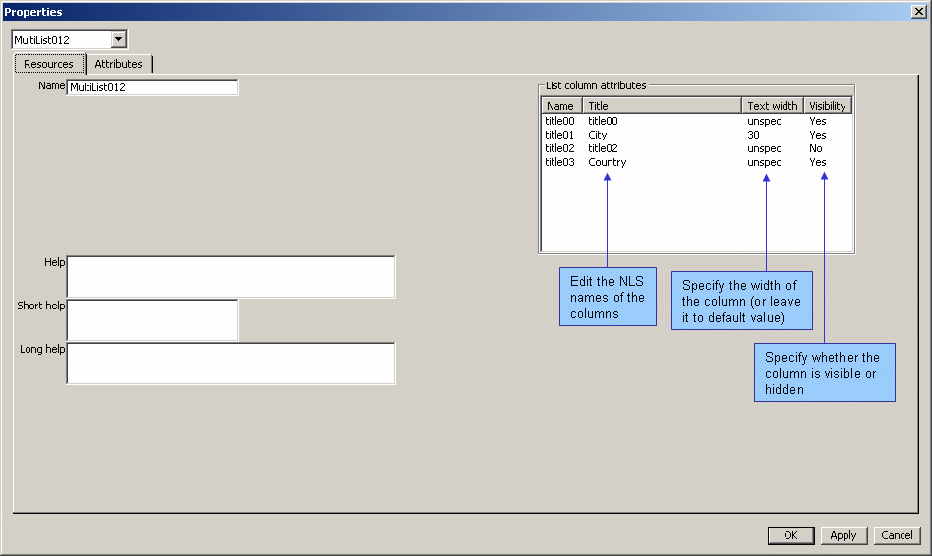 Properties
MutiList012
Resources Attributes
Name MultiList012
List column attributes
Name Title Text width Visibility
title00 title00 unspec Yes
title01 City 30 Yes
title02 title02 unspec No
title03 Country unspec Yes
Edit the NLS
names of the
columns
Specify the width of
the column (or leave
it to default value)
Specify whether the
column is visible or
hidden
Help
Short help
Long help
OK Apply Cancel